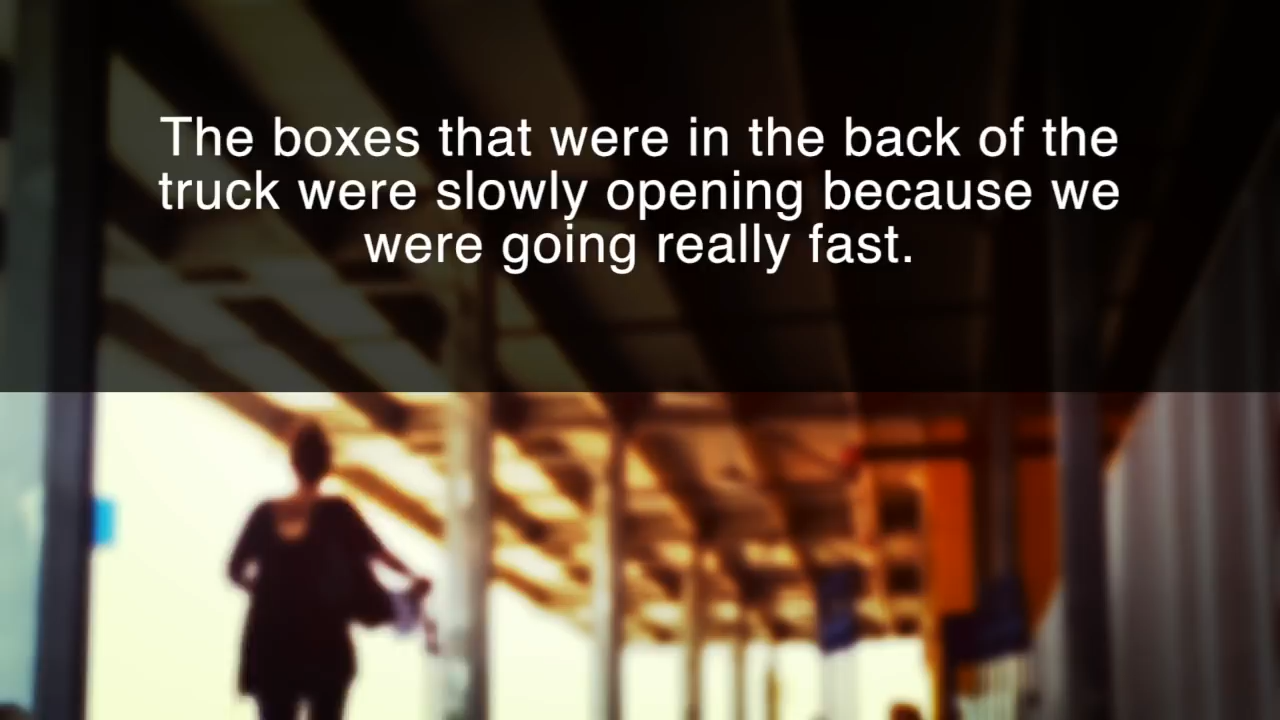 The boxes that were in the back of the
truck were slowly opening because we
were going really fast.